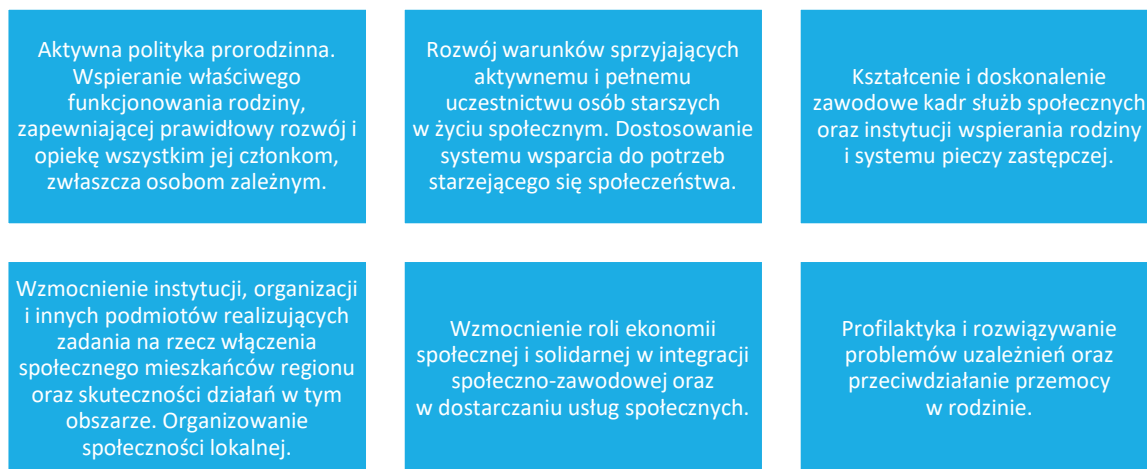 Aktywna polityka prorodzinna.
Wspieranie właściwego
funkcjonowania rodziny,
zapewniającej prawidłowy rozwój i
opiekę wszystkim jej członkom,
zwłaszcza osobom zależnym.
Rozwój warunków sprzyjających
aktywnemu i pełnemu
uczestnictwu osób starszych
w życiu społecznym. Dostosowanie
systemu wsparcia do potrzeb
starzejącego się społeczeństwa.
Kształcenie i doskonalenie
zawodowe kadr służb społecznych
oraz instytucji wspierania rodziny
i systemu pieczy zastępczej.
Wzmocnienie instytucji, organizacji
i innych podmiotów realizujących
zadania na rzecz włączenia
społecznego mieszkańców regionu
oraz skuteczności działań w tym
obszarze. Organizowanie
społeczności lokalnej.
Wzmocnienie roli ekonomii
społecznej i solidarnej w integracji
społeczno-zawodowej oraz
w dostarczaniu usług społecznych.
Profilaktyka i rozwiązywanie
problemów uzależnień oraz
przeciwdziałanie przemocy
w rodzinie.